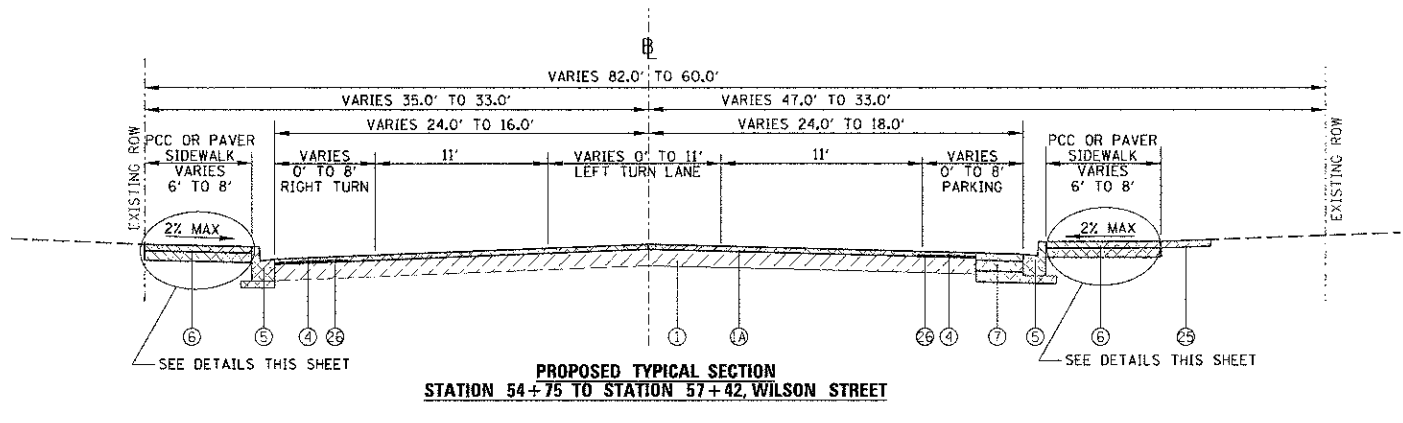 ℄
VARIES 82.0' TO 60.0'
VARIES 35.0' TO 33.0'
VARIES 47.0' TO 33.0'
VARIES 24.0' TO 16.0'
VARIES 24.0' TO 18.0'
EXISTING ROW
PCC OR PAVER
SIDEWALK
VARIES
6' TO 8'
VARIES
0' TO 8'
RIGHT TURN
11'
VARIES 0' TO 11'
LEFT TURN LANE
11'
VARIES
0' TO 8'
PARKING
PCC OR PAVER
SIDEWALK
VARIES
6' TO 8'
EXISTING ROW
2% MAX
2% MAX
6 5 4 26 1 1A 26 4 7 5 6 25
SEE DETAILS THIS SHEET
SEE DETAILS THIS SHEET
PROPOSED TYPICAL SECTION
STATION 54+75 TO STATION 57+42, WILSON STREET